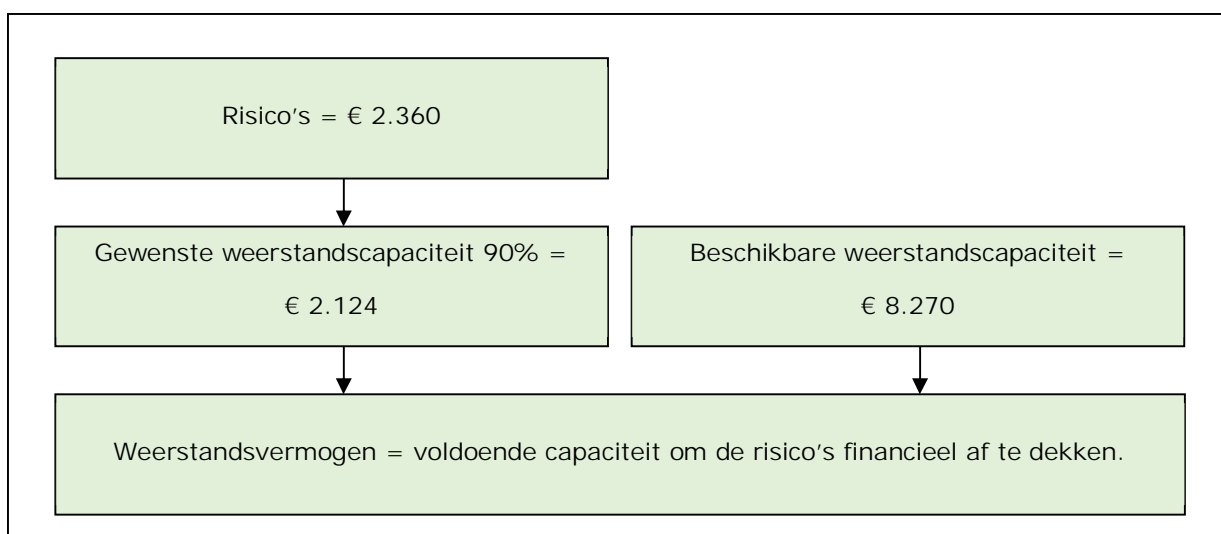 Risico's = € 2.360
Gewenste weerstandscapaciteit 90% =
€ 2.124
Beschikbare weerstandscapaciteit =
€ 8.270
Weerstandsvermogen = voldoende capaciteit om de risico's financieel af te dekken.